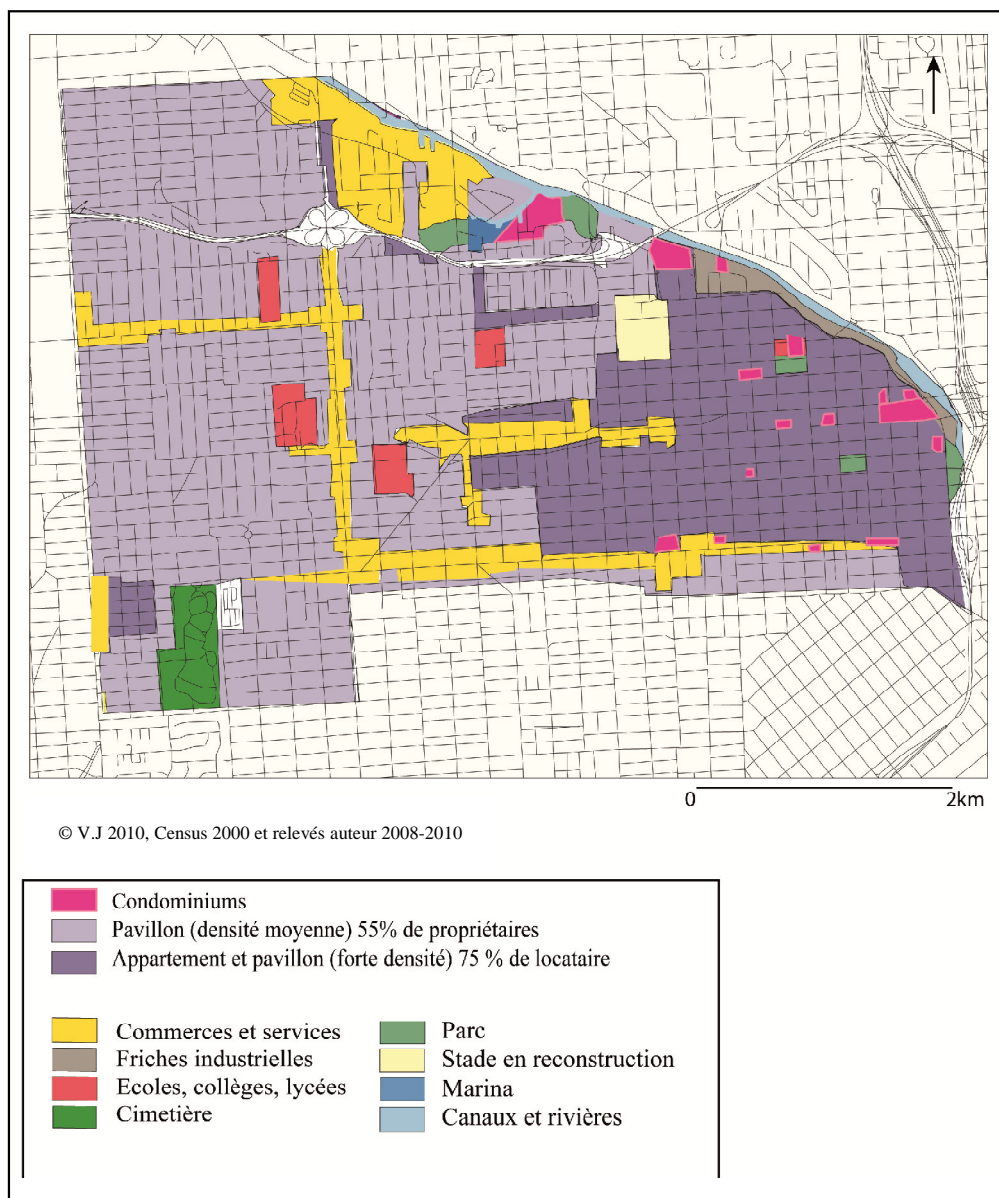 0 2km
© V.J 2010, Census 2000 et relevés auteur 2008-2010
Condominiums
Pavillon (densité moyenne) 55% de propriétaires
Appartement et pavillon (forte densité) 75 % de locataire
Commerces et services
Friches industrielles
Ecoles, collèges, lycées
Cimetière
Parc
Stade en reconstruction
Marina
Canaux et rivières